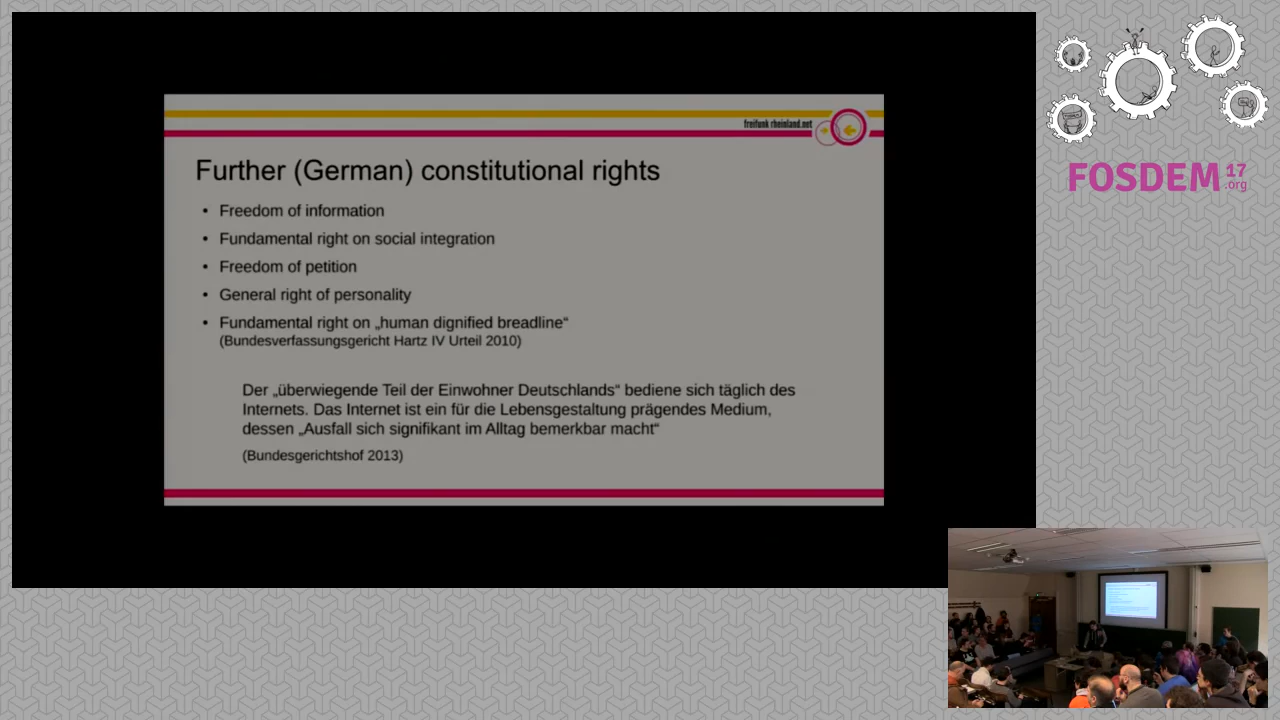 freifunk rheinland.net
Further (German) constitutional rights
• Freedom of information
• Fundamental right on social integration
• Freedom of petition
• General right of personality
• Fundamental right on „human dignified breadline“
(Bundesverfassungsgericht Hartz IV Urteil 2010)
Der „überwiegende Teil der Einwohner Deutschlands“ bediene sich täglich des
Internets. Das Internet ist ein für die Lebensgestaltung prägendes Medium,
dessen „Ausfall sich signifikant im Alltag bemerkbar macht“
(Bundesgerichtshof 2013)
FOSDEM 17
.org